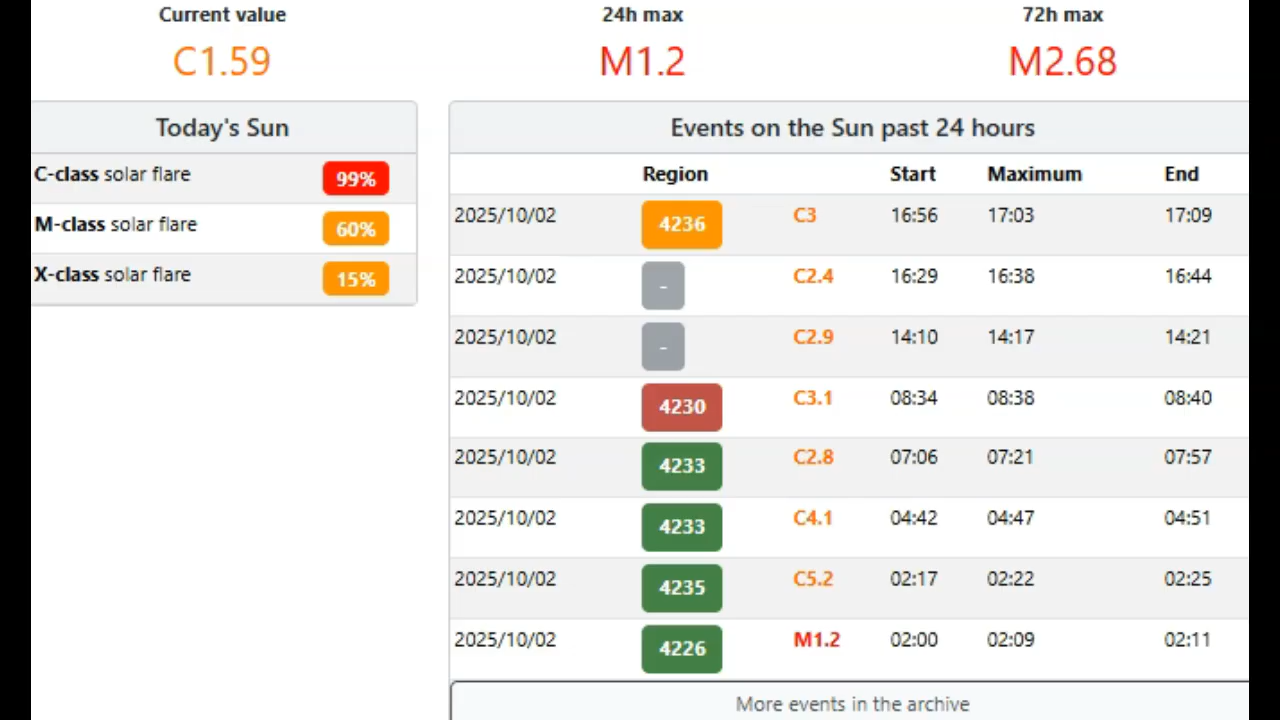 Current value 24h max 72h max
C1.59 M1.2 M2.68
Today's Sun
C-class solar flare 99%
M-class solar flare 60%
X-class solar flare 15%
Events on the Sun past 24 hours
Region Start Maximum End
2025/10/02 4236 C3 16:56 17:03 17:09
2025/10/02 - C2.4 16:29 16:38 16:44
2025/10/02 - C2.9 14:10 14:17 14:21
2025/10/02 4230 C3.1 08:34 08:38 08:40
2025/10/02 4233 C2.8 07:06 07:21 07:57
2025/10/02 4233 C4.1 04:42 04:47 04:51
2025/10/02 4235 C5.2 02:17 02:22 02:25
2025/10/02 4226 M1.2 02:00 02:09 02:11
More events in the archive